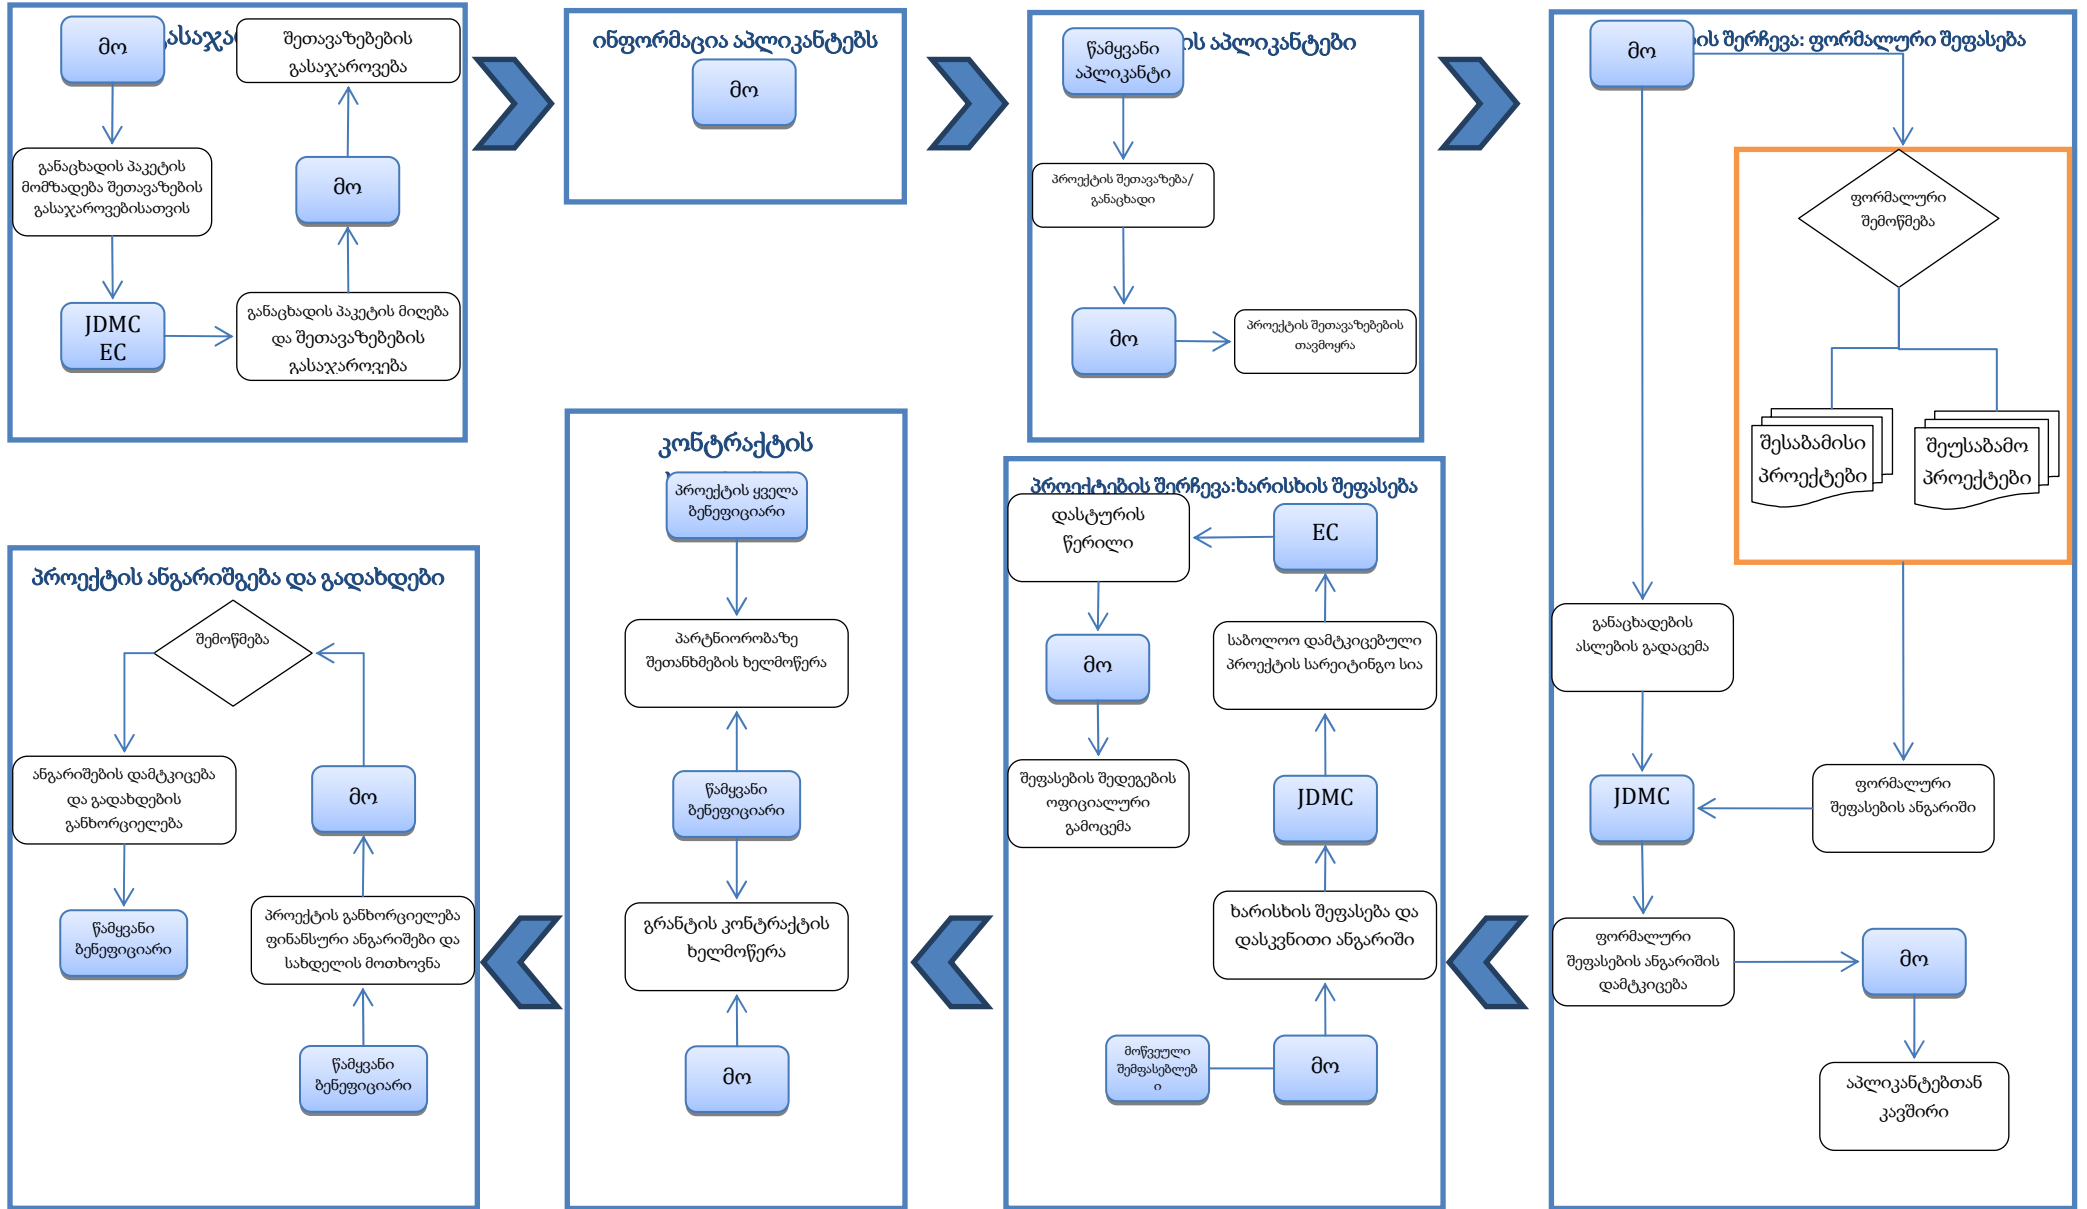 მო
შეთავაზებების
გასაჯაროვება
განაცხადის პაკეტის
მომზადება შეთავაზების
გასაჯაროვებისათვის
მო
JDMC
EC
განაცხადის პაკეტის მიღება
და შეთავაზებების
გასაჯაროვება
ინფორმაცია აპლიკანტებს
მო
ის აპლიკანტები
წამყვანი
აპლიკანტი
პროექტის შეთავაზება/
განაცხადი
მო
პროექტის შეთავაზებების
თავმოყრა
ის შერჩევა: ფორმალური შეფასება
მო
ფორმალური
შემოწმება
შესაბამისი
პროექტები
შეუსაბამო
პროექტები
განაცხადების
ასლების გადაცემა
JDMC
ფორმალური
შეფასების ანგარიში
ფორმალური
შეფასების ანგარიშის
დამტკიცება
მო
აპლიკანტებთან
კავშირი
პროექტების შერჩევა:ხარისხის შეფასება
დასტურის
წერილი
EC
მო
საბოლოო დამტკიცებული
პროექტის სარეიტინგო სია
შეფასების შედეგების
ოფიციალური
გამოცემა
JDMC
ხარისხის შეფასება და
დასკვნითი ანგარიში
მოწვეული
შემფასებლებ
ი
მო
კონტრაქტის
პროექტის ყველა
ბენეფიციარი
პარტნიორობაზე
შეთანხმების ხელმოწერა
წამყვანი
ბენეფიციარი
გრანტის კონტრაქტის
ხელმოწერა
მო
პროექტის ანგარიშგება და გადახდები
შემოწმება
ანგარიშების დამტკიცება
და გადახდების
განხორციელება
მო
წამყვანი
ბენეფიციარი
პროექტის განხორციელება
ფინანსური ანგარიშები და
სახდელის მოთხოვნა
წამყვანი
ბენეფიციარი